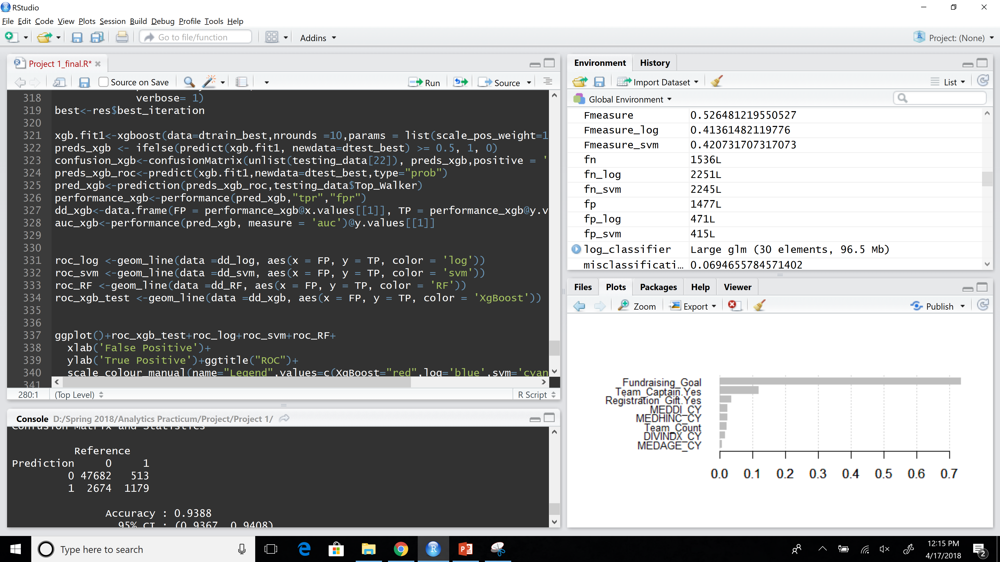 RStudio
File Edit Code View Plots Session Build Debug Profile Tools Help
Go to file/function
Addins
Project: (None)
Project 1_final.R*
Source on Save
Run
Source
318 verbose= 1)
319 best<-res$best_iteration
320
321 xgb.fit1<-xgboost(data=dtrain_best,nrounds =10,params = list(scale_pos_weight=1
322 preds_xgb <- ifelse(predict(xgb.fit1, newdata=dtest_best) >= 0.5, 1, 0)
323 confusion_xgb<-confusionMatrix(unlist(testing_data[22]), preds_xgb,positive = '
324 preds_xgb_roc<-predict(xgb.fit1,newdata=dtest_best,type="prob")
325 pred_xgb<-prediction(preds_xgb_roc,testing_data$Top_Walker)
326 performance_xgb<-performance(pred_xgb,"tpr","fpr")
327 dd_xgb<-data.frame(FP = performance_xgb@x.values[[1]], TP = performance_xgb@y.v
328 auc_xgb<-performance(pred_xgb, measure = 'auc')@y.values[[1]]
329
330
331 roc_log <-geom_line(data =dd_log, aes(x = FP, y = TP, color = 'log'))
332 roc_svm <-geom_line(data =dd_svm, aes(x = FP, y = TP, color = 'svm'))
333 roc_RF <-geom_line(data =dd_RF, aes(x = FP, y = TP, color = 'RF'))
334 roc_xgb_test <-geom_line(data =dd_xgb, aes(x = FP, y = TP, color = 'XgBoost'))
335
336
337 ggplot()+roc_xgb_test+roc_log+roc_svm+roc_RF+
338 xlab('False Positive')+
339 ylab('True Positive')+ggtitle("ROC")+
340 scale_colour_manual(name="Legend",values=c(XgBoost="red",log='blue',svm='cyan
341
280:1 (Top Level) R Script
Console D:/Spring 2018/Analytics Practicum/Project/Project 1/
Confusion Matrix and Statistics
Reference
Prediction 0 1
0 47682 513
1 2674 1179
Accuracy : 0.9388
95% CI : (0.9367, 0.9408)
Environment History
Import Dataset
List
Global Environment
Fmeasure 0.526481219550527
Fmeasure_log 0.41361482119776
Fmeasure_svm 0.420731707317073
fn 1536L
fn_log 2251L
fn_svm 2245L
fp 1477L
fp_log 471L
fp_svm 415L
log_classifier Large glm (30 elements, 96.5 Mb)
misclassificati… 0.0694655784571402
Files Plots Packages Help Viewer
Zoom Export Publish
Fundraising_Goal
Team_Captain.Yes
Registration_Gift.Yes
MEDDI_CY
MEDHINC_CY
Team_Count
DIVINDX_CY
MEDAGE_CY
0.0 0.1 0.2 0.3 0.4 0.5 0.6 0.7
Type here to search
12:15 PM
4/17/2018
2